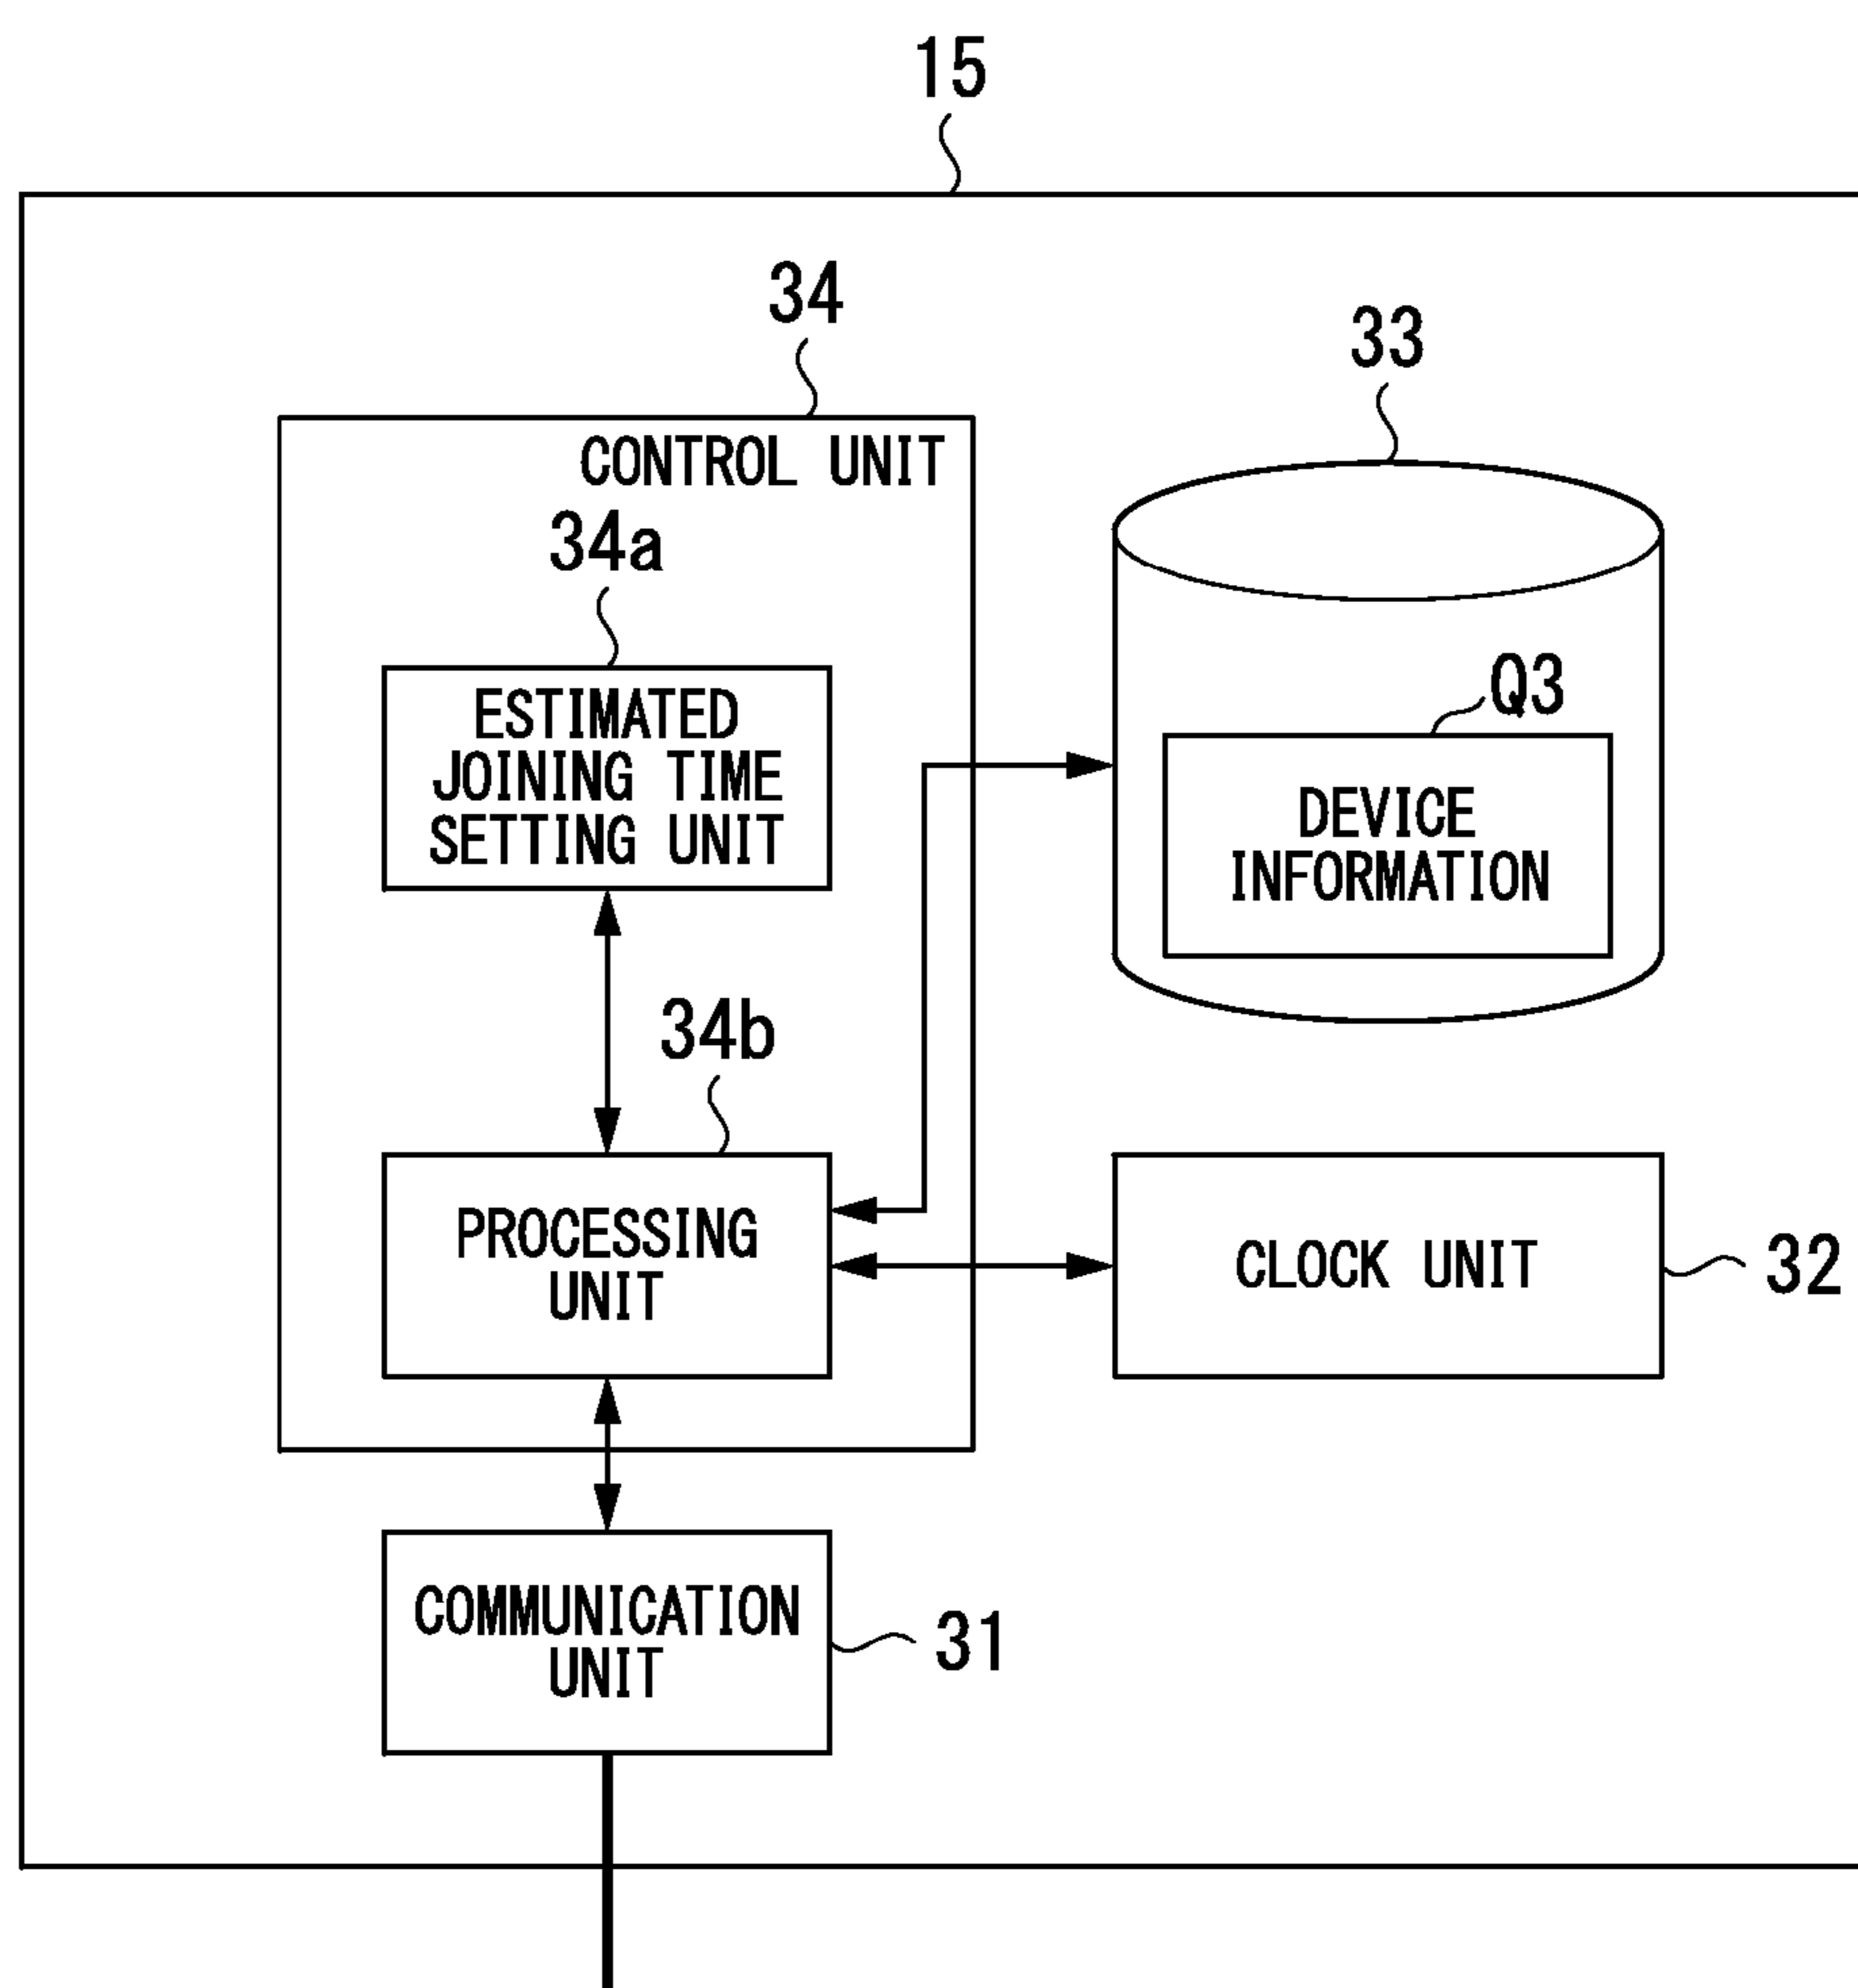 15
34
33
CONTROL UNIT
34a
ESTIMATED
JOINING TIME
SETTING UNIT
Q3
DEVICE
INFORMATION
34b
PROCESSING
UNIT
CLOCK UNIT
32
COMMUNICATION
UNIT
31